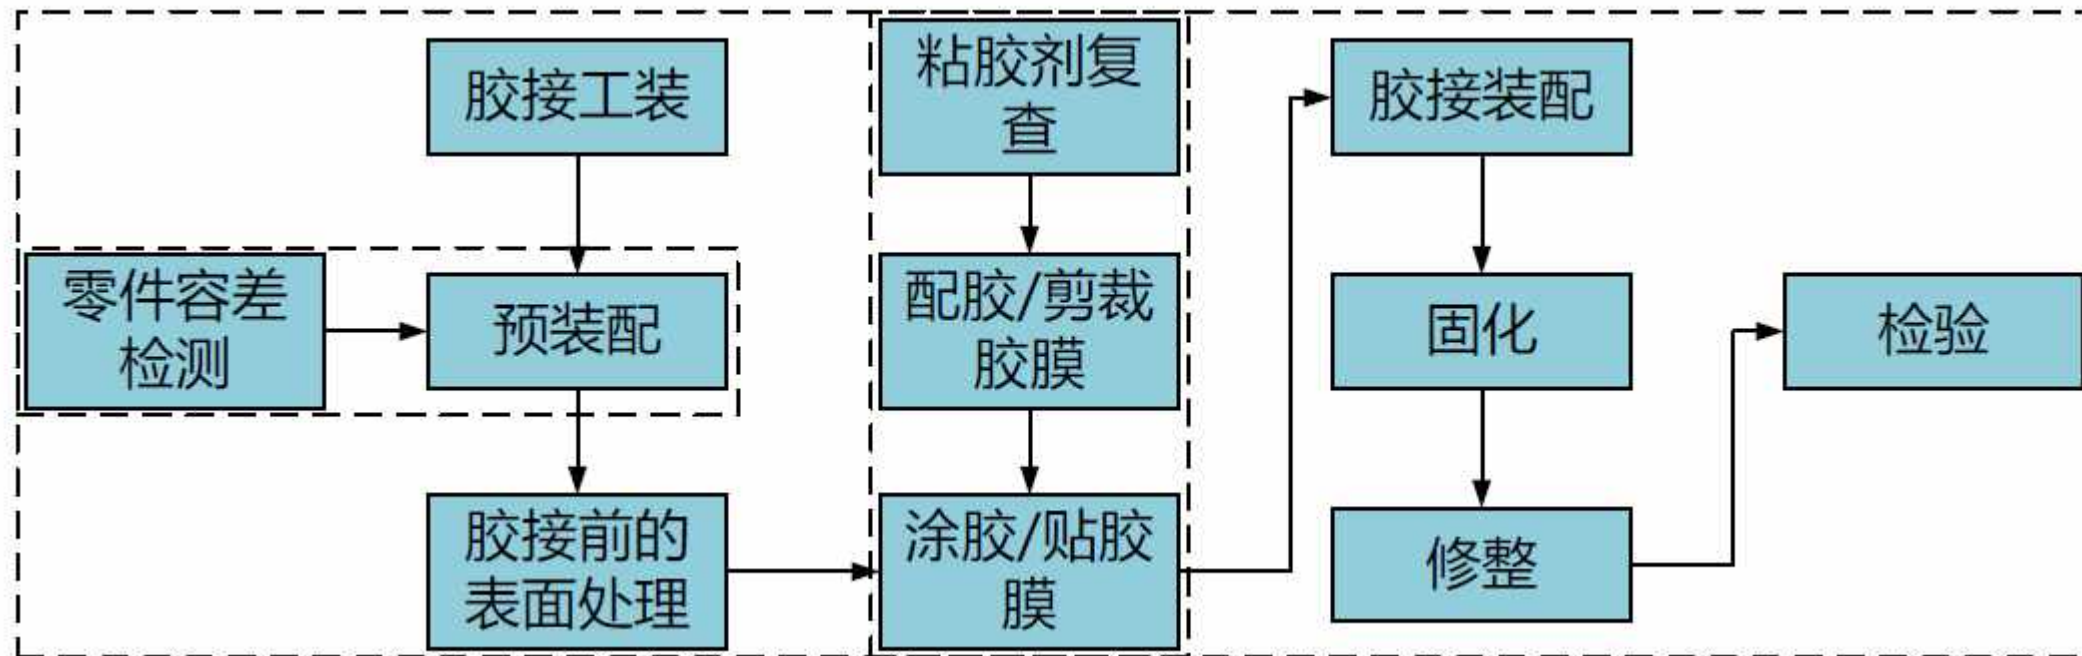 胶接工装
零件容差
检测
预装配
胶接前的
表面处理
粘胶剂复
查
配胶/剪裁
胶膜
涂胶/贴胶
膜
胶接装配
固化
修整
检验